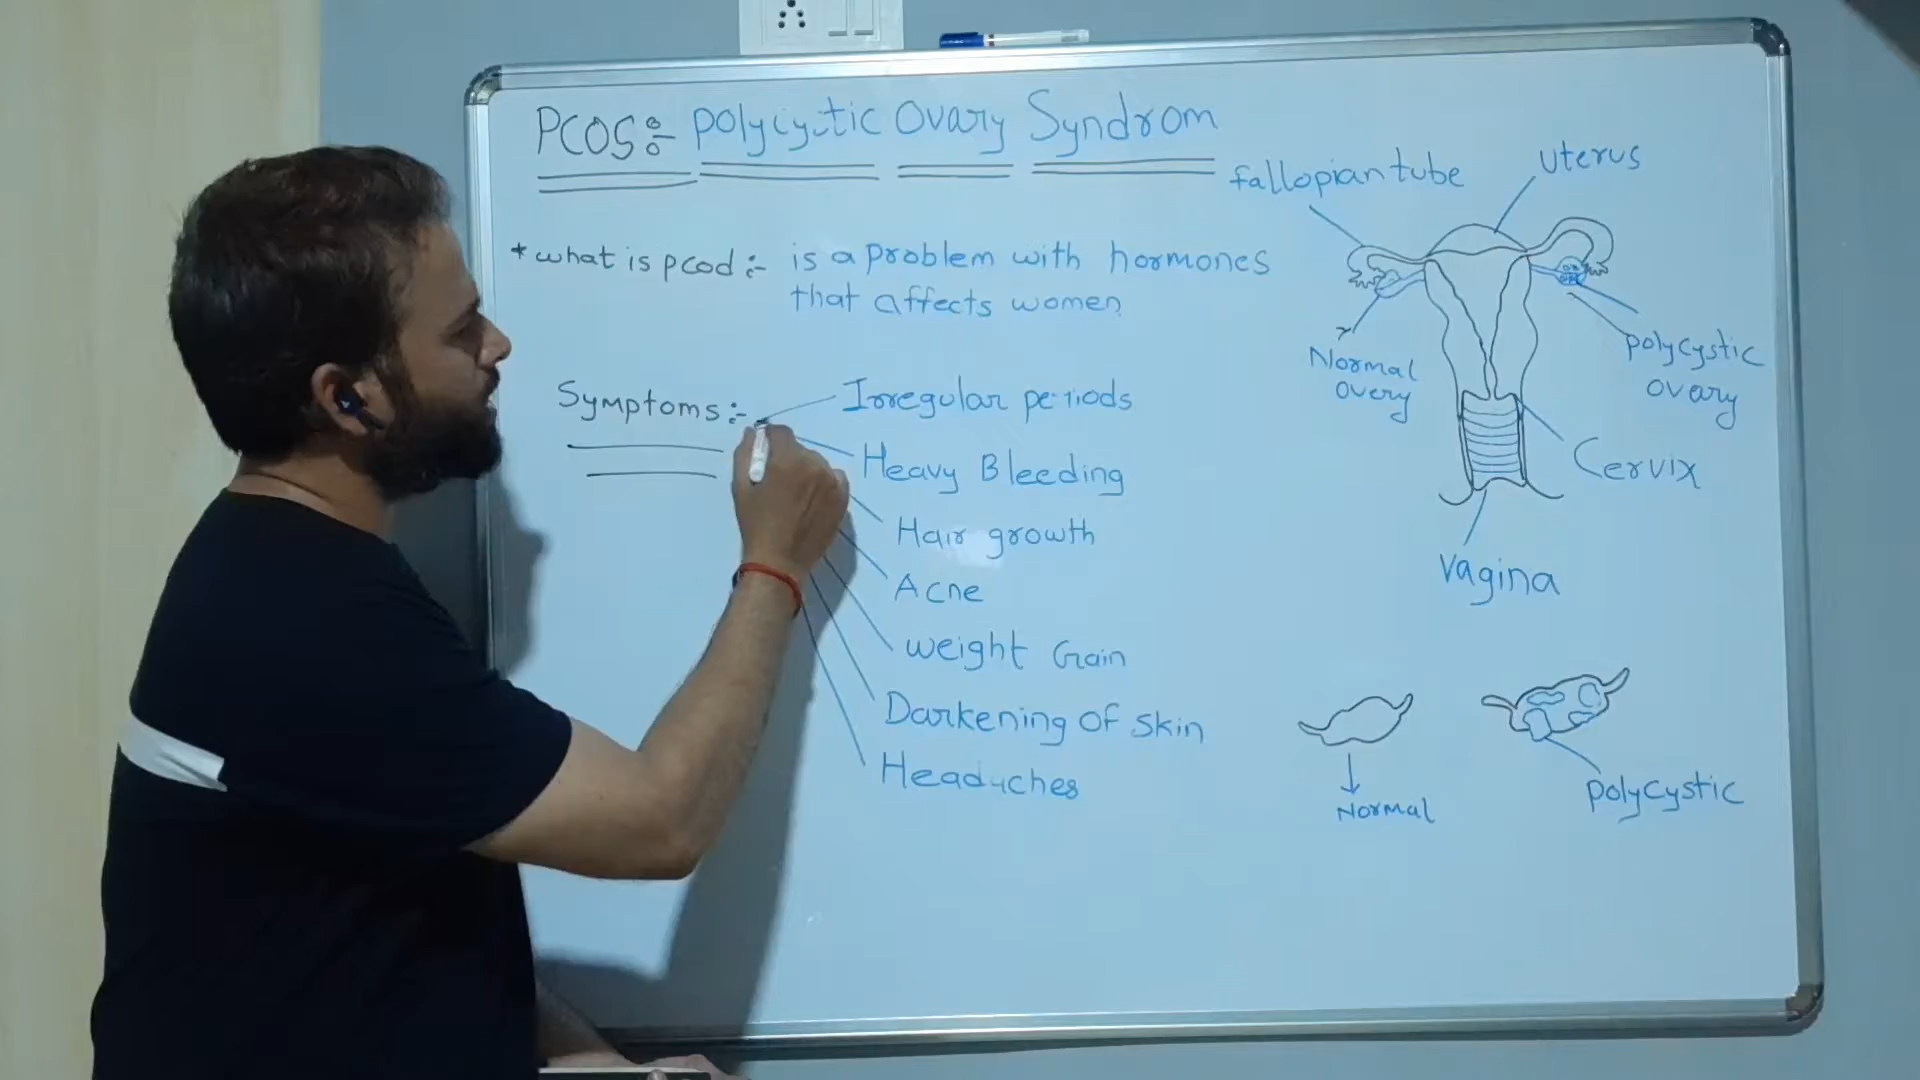 PCOS:- Polycystic Ovary Syndrom
* what is pcod :- is a problem with hormones
that affects women
Symptoms :-
Irregular periods
Heavy Bleeding
Hair growth
Acne
weight Gain
Darkening of skin
Headaches
fallopian tube
uterus
Normal
overy
polycystic
ovary
Cervix
vagina
Normal
polycystic